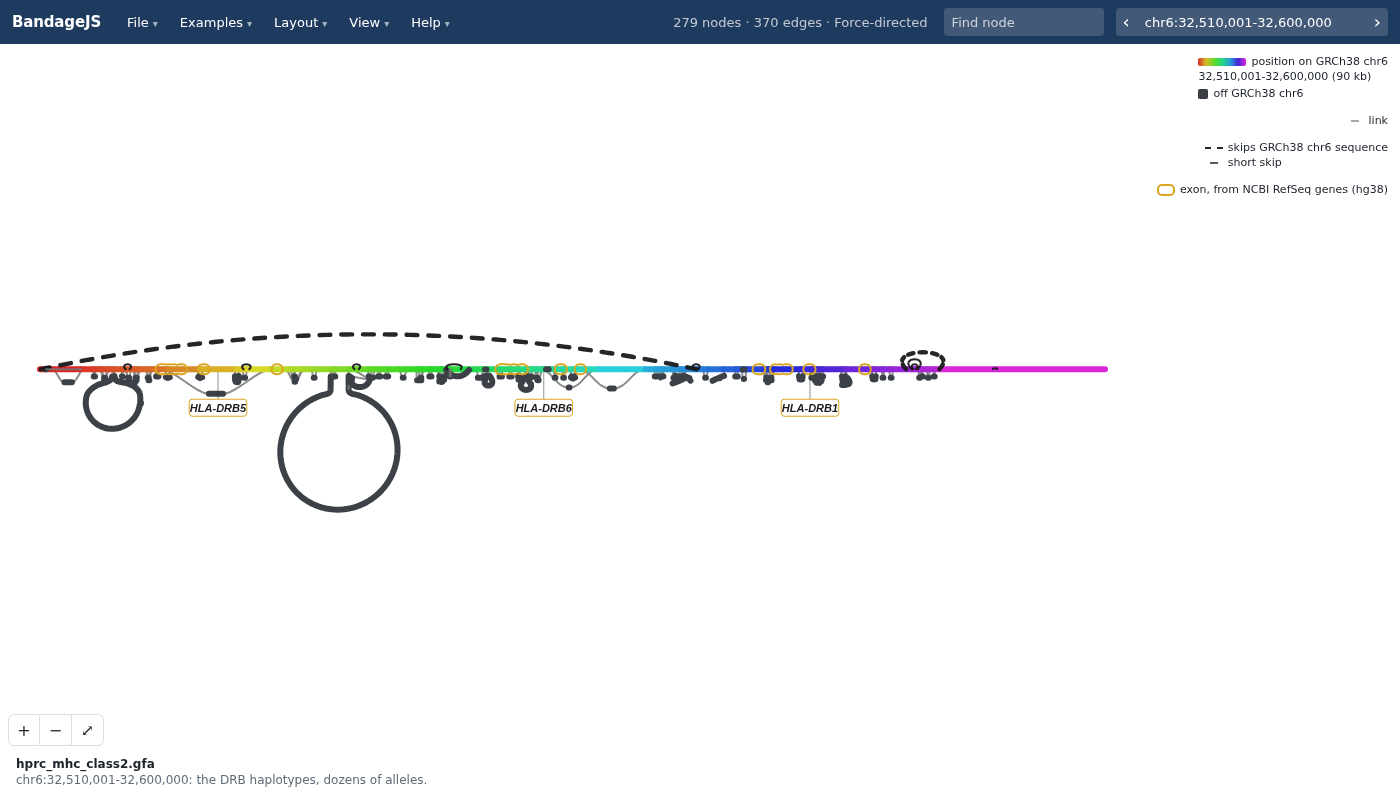 BandageJS File ▾ Examples ▾ Layout ▾ View ▾ Help ▾ 279 nodes · 370 edges · Force-directed Find node ‹ chr6:32,510,001-32,600,000 ›
position on GRCh38 chr6
32,510,001-32,600,000 (90 kb)
off GRCh38 chr6
link
skips GRCh38 chr6 sequence
short skip
exon, from NCBI RefSeq genes (hg38)
HLA-DRB5 HLA-DRB6 HLA-DRB1
+ − ⤢
hprc_mhc_class2.gfa
chr6:32,510,001-32,600,000: the DRB haplotypes, dozens of alleles.